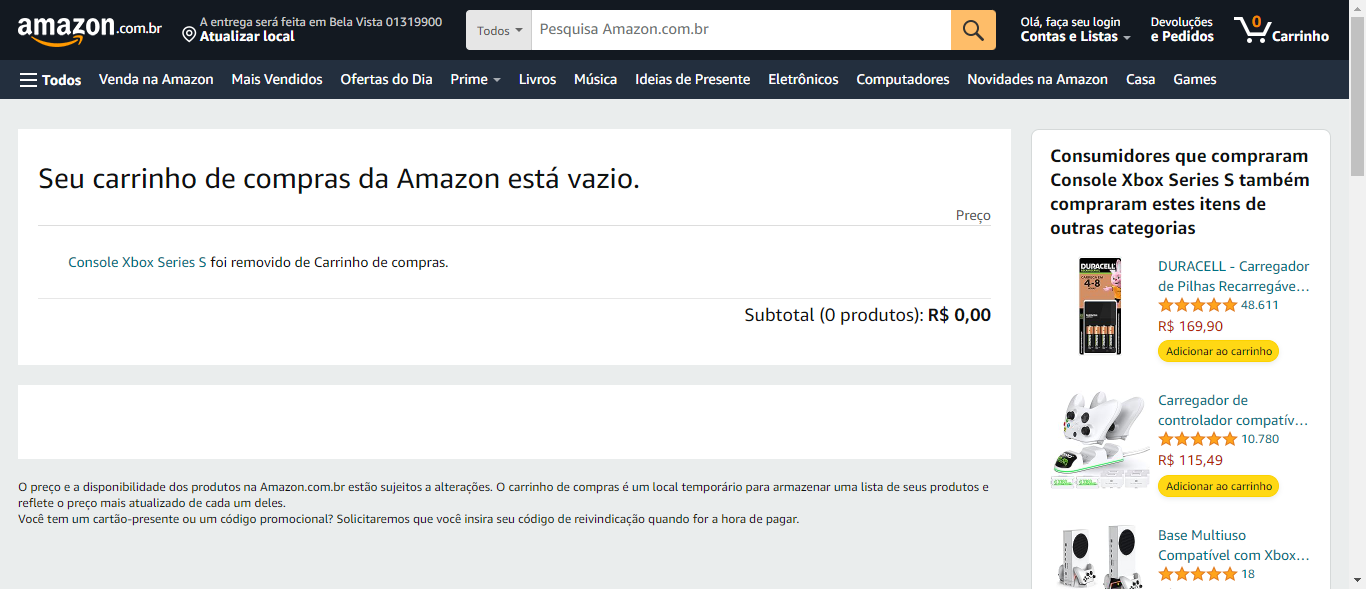 amazon.com.br
A entrega será feita em Bela Vista 01319900
Atualizar local
Todos
Pesquisa Amazon.com.br
Olá, faça seu login
Contas e Listas
Devoluções
e Pedidos
0
Carrinho
Todos
Venda na Amazon
Mais Vendidos
Ofertas do Dia
Prime
Livros
Música
Ideias de Presente
Eletrônicos
Computadores
Novidades na Amazon
Casa
Games
Seu carrinho de compras da Amazon está vazio.
Preço
Console Xbox Series S foi removido de Carrinho de compras.
Subtotal (0 produtos): R$ 0,00
O preço e a disponibilidade dos produtos na Amazon.com.br estão sujeitos a alterações. O carrinho de compras é um local temporário para armazenar uma lista de seus produtos e
reflete o preço mais atualizado de cada um deles.
Você tem um cartão-presente ou um código promocional? Solicitaremos que você insira seu código de reivindicação quando for a hora de pagar.
Consumidores que compraram
Console Xbox Series S também
compraram estes itens de
outras categorias
DURACELL
4-8
DURACELL - Carregador
de Pilhas Recarregáve...
48.611
R$ 169,90
Adicionar ao carrinho
Carregador de
controlador compatív...
10.780
R$ 115,49
Adicionar ao carrinho
Base Multiuso
Compatível com Xbox...
18